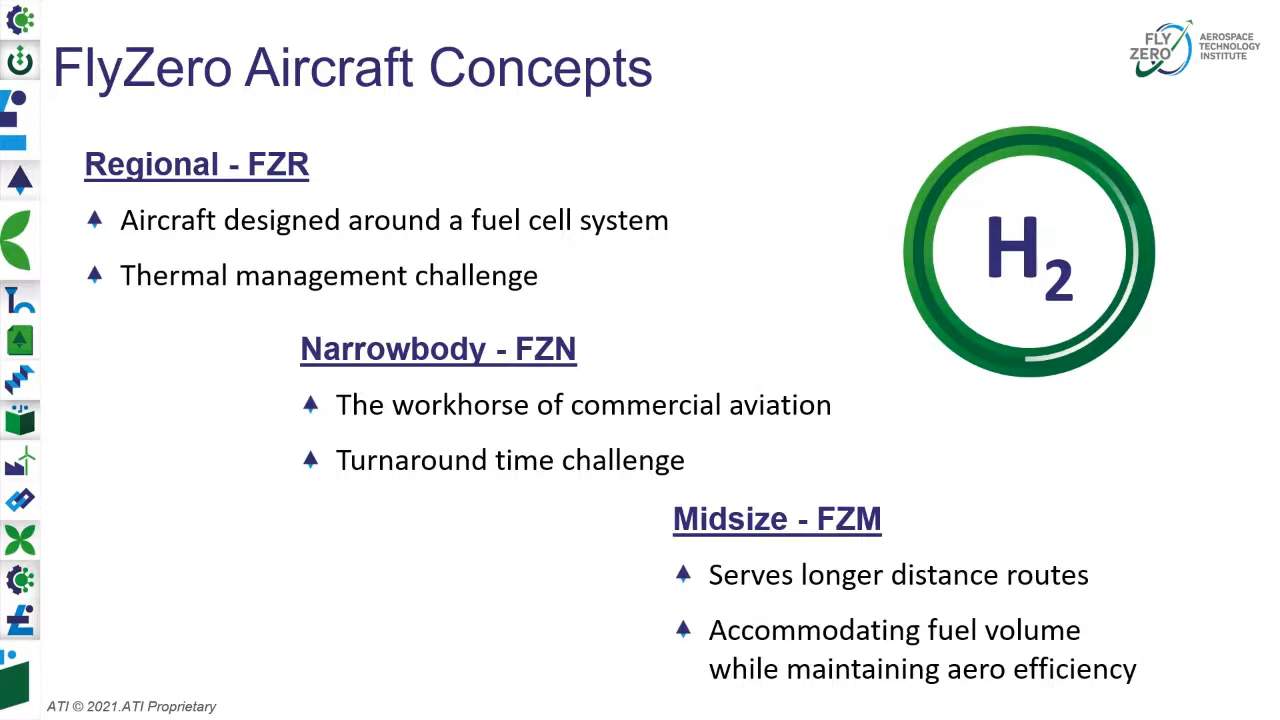 FlyZero Aircraft Concepts
FLY
ZERO
AEROSPACE
TECHNOLOGY
INSTITUTE
Regional - FZR
Aircraft designed around a fuel cell system
Thermal management challenge
H2
Narrowbody - FZN
The workhorse of commercial aviation
Turnaround time challenge
Midsize - FZM
Serves longer distance routes
Accommodating fuel volume
while maintaining aero efficiency
ATI © 2021.ATI Proprietary